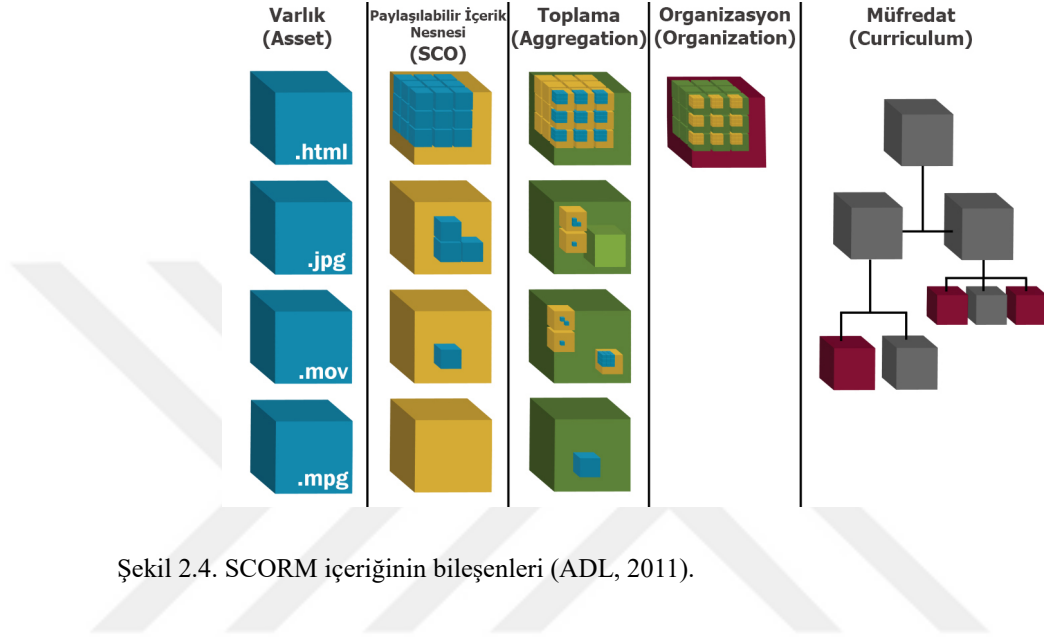 Varlık
(Asset)
Paylaşılabilir İçerik
Nesnesi
(SCO)
Toplama
(Aggregation)
Organizasyon
(Organization)
Müfredat
(Curriculum)
.html
.jpg
.mov
.mpg
Şekil 2.4. SCORM içeriğinin bileşenleri (ADL, 2011).